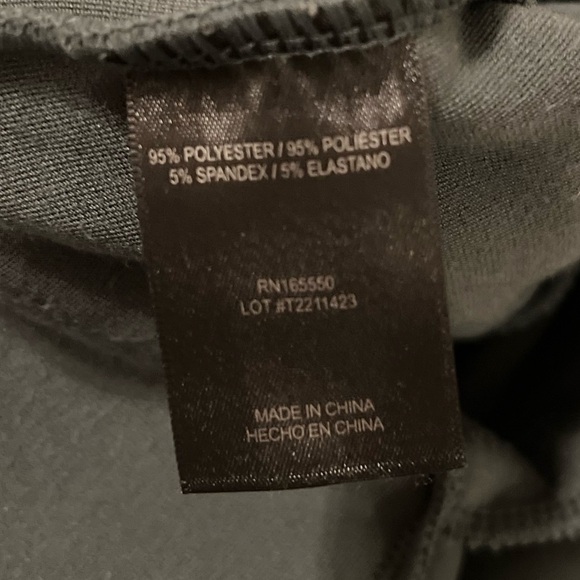 95% POLYESTER / 95% POLIÉSTER
5% SPANDEX / 5% ELASTANO
RN165550
LOT #T2211423
MADE IN CHINA
HECHO EN CHINA